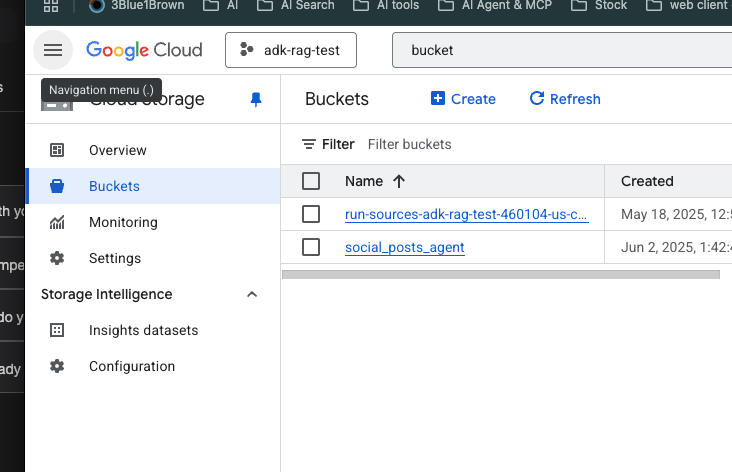 3Blue1Brown AI AI Search AI tools AI Agent & MCP Stock web client
Google Cloud adk-rag-test bucket
Navigation menu (.)
Cloud Storage Buckets Create Refresh
Overview
Buckets
Monitoring
Settings
Storage Intelligence
Insights datasets
Configuration
Filter Filter buckets
Name Created
run-sources-adk-rag-test-460104-us-c… May 18, 2025, 12:5
social_posts_agent Jun 2, 2025, 1:42:4
s
th yo
mpe
do y
ady